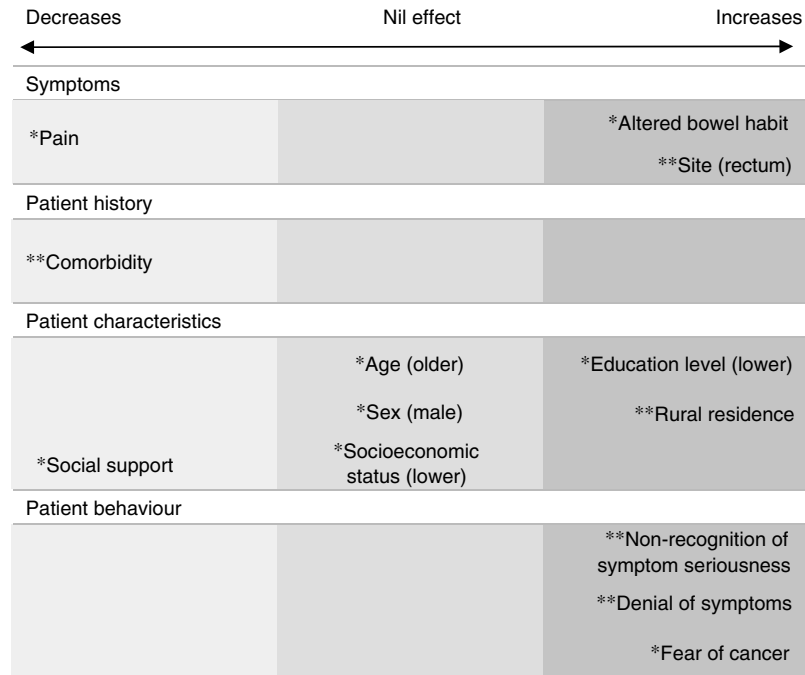 Decreases Nil effect Increases
Symptoms
*Pain
*Altered bowel habit
**Site (rectum)
Patient history
**Comorbidity
Patient characteristics
*Age (older) *Education level (lower)
*Sex (male) **Rural residence
*Social support
*Socioeconomic
status (lower)
Patient behaviour
**Non-recognition of
symptom seriousness
**Denial of symptoms
*Fear of cancer